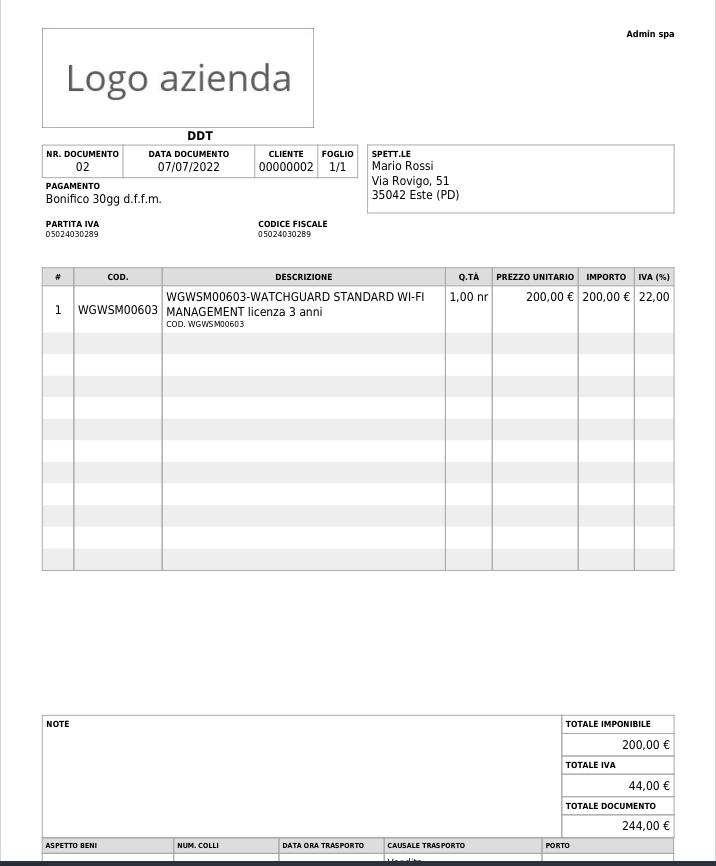 Admin spa
Logo azienda
DDT
NR. DOCUMENTO DATA DOCUMENTO CLIENTE FOGLIO
02 07/07/2022 00000002 1/1
PAGAMENTO
Bonifico 30gg d.f.f.m.
PARTITA IVA CODICE FISCALE
05024030289 05024030289
SPETT.LE
Mario Rossi
Via Rovigo, 51
35042 Este (PD)
# COD. DESCRIZIONE Q.TÀ PREZZO UNITARIO IMPORTO IVA (%)
1 WGWSM00603 WGWSM00603-WATCHGUARD STANDARD WI-FI 1,00 nr 200,00 € 200,00 € 22,00
MANAGEMENT licenza 3 anni
COD. WGWSM00603
NOTE
TOTALE IMPONIBILE
200,00 €
TOTALE IVA
44,00 €
TOTALE DOCUMENTO
244,00 €
ASPETTO BENI NUM. COLLI DATA ORA TRASPORTO CAUSALE TRASPORTO PORTO